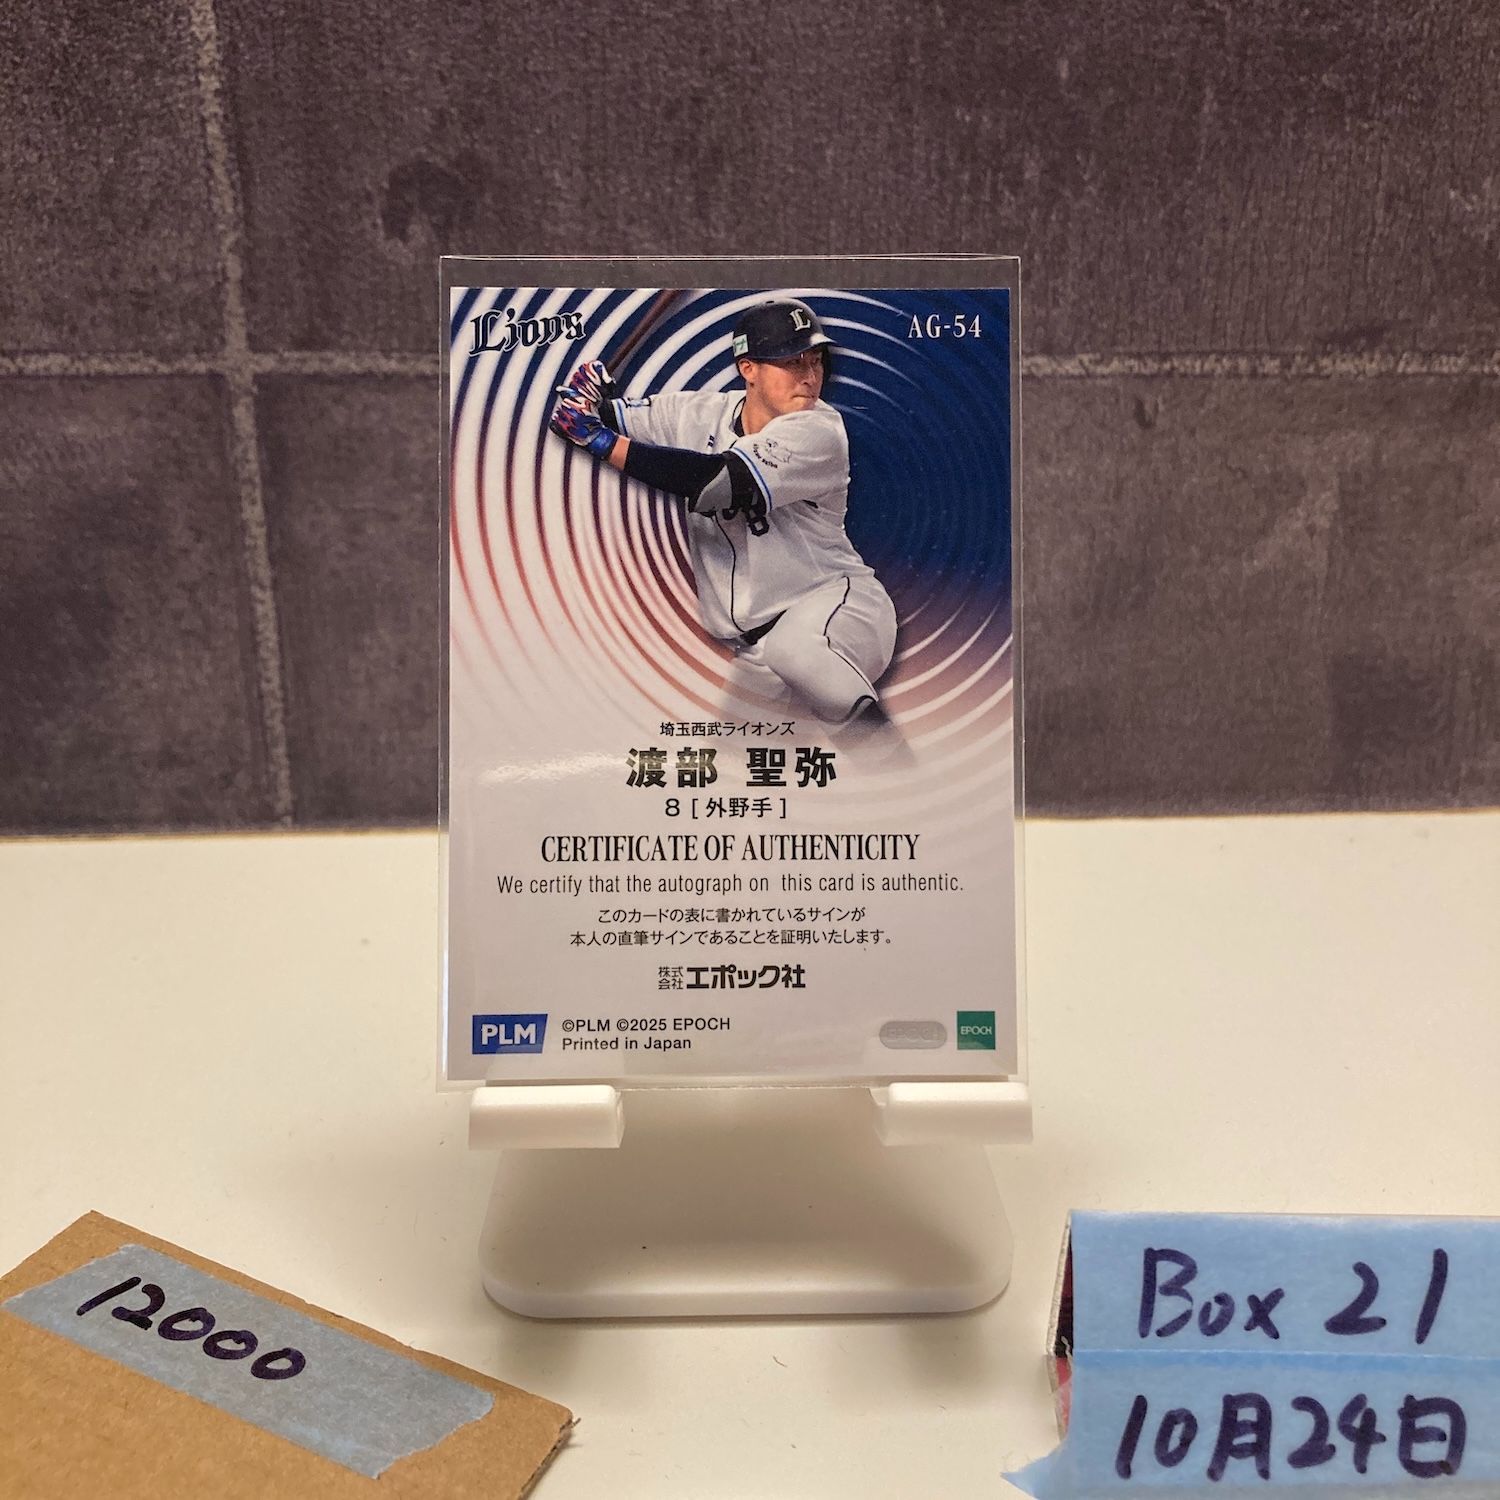 Lions
AG-54
埼玉西武ライオンズ
渡部 聖弥
8 [ 外野手 ]
CERTIFICATE OF AUTHENTICITY
We certify that the autograph on this card is authentic.
このカードの表に書かれているサインが
本人の直筆サインであることを証明いたします。
株式会社 エポック社
PLM
©PLM ©2025 EPOCH
Printed in Japan
EPOCH
EPOCH
12000
Box 21
10月24日